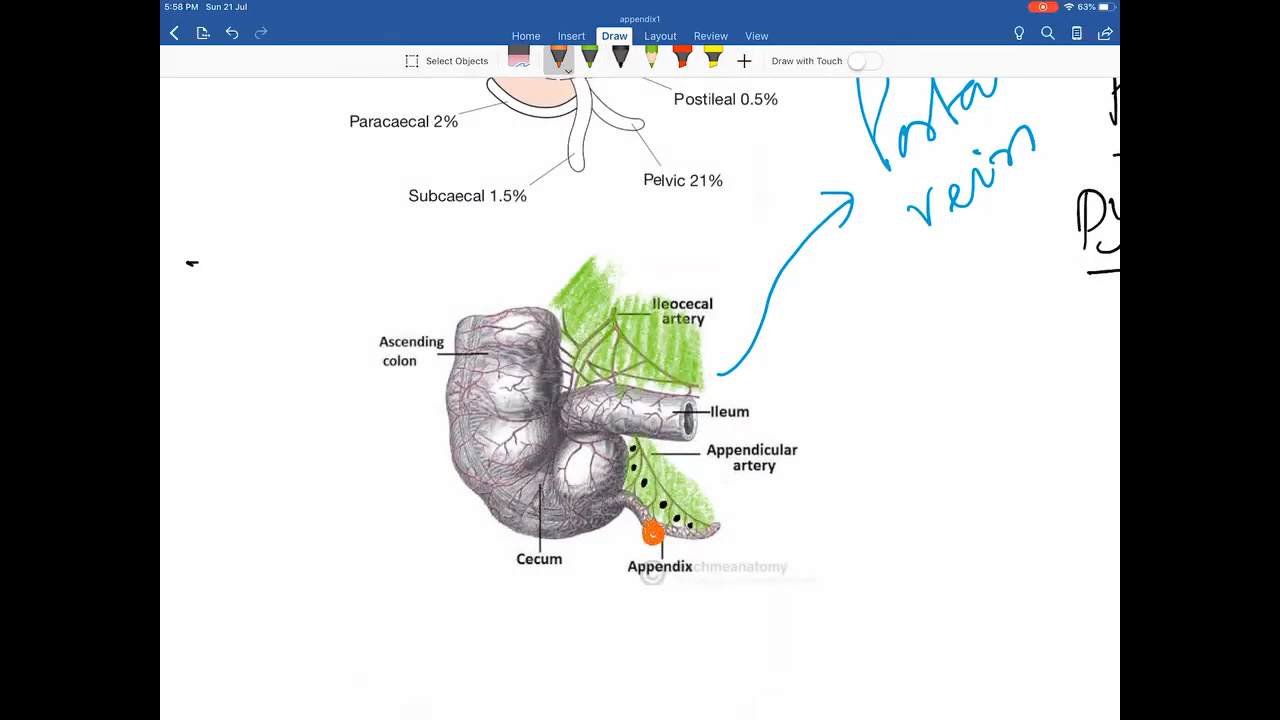 5:58 PM Sun 21 Jul
63%
appendix1
Home Insert Draw Layout Review View
Select Objects
Draw with Touch
Postileal 0.5%
Paracaecal 2%
Pelvic 21%
Subcaecal 1.5%
vein
Py
Ileocecal
artery
Ascending
colon
Ileum
Appendicular
artery
Cecum
Appendix
chmeanatomy